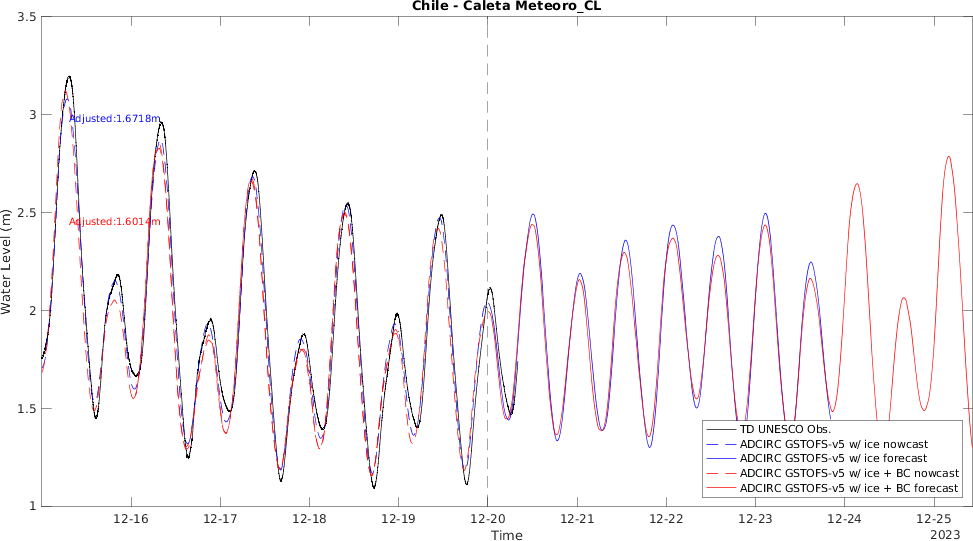 Chile - Caleta Meteoro_CL
Water Level (m)
3.5
3
2.5
2
1.5
1
Adjusted:1.6718m
Adjusted:1.6014m
TD UNESCO Obs.
ADCIRC GSTOFS-v5 w/ ice nowcast
ADCIRC GSTOFS-v5 w/ ice forecast
ADCIRC GSTOFS-v5 w/ ice + BC nowcast
ADCIRC GSTOFS-v5 w/ ice + BC forecast
12-16 12-17 12-18 12-19 12-20 12-21 12-22 12-23 12-24 12-25
Time
2023